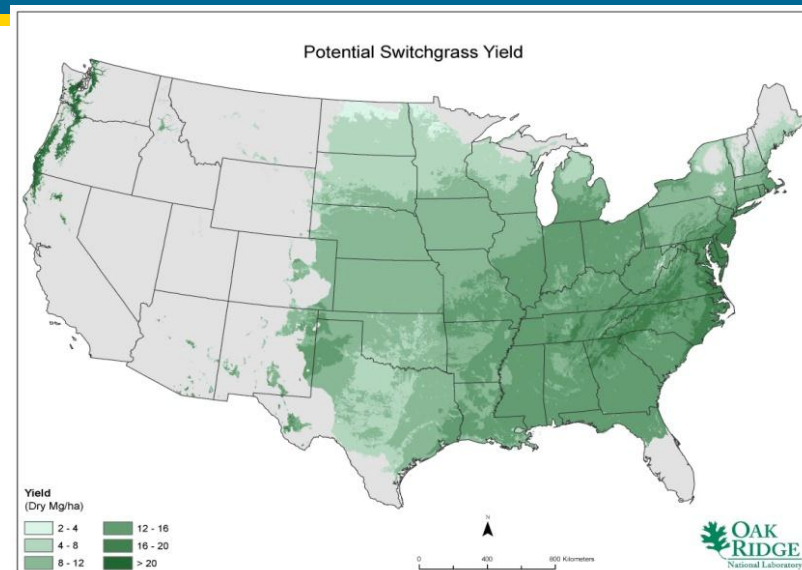 Potential Switchgrass Yield
Yield
(Dry Mg/ha)
2 - 4
4 - 8
8 - 12
12 - 16
16 - 20
> 20
N
0 400 800 Kilometers
OAK
RIDGE
National Laboratory